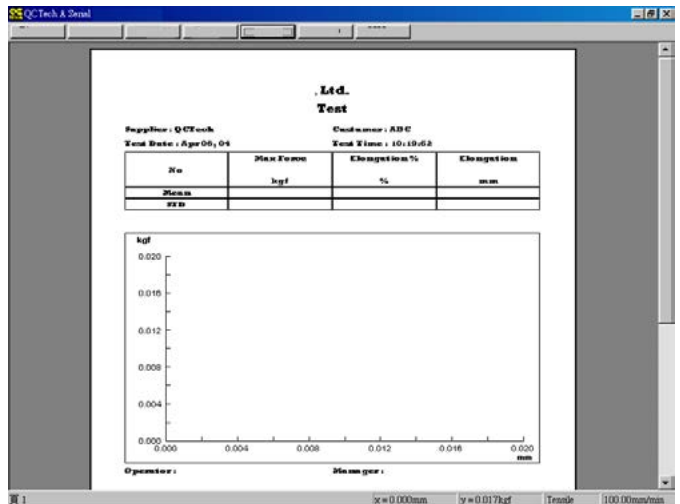 QCTech A Serial
, Ltd.
Test
Supplier: QCTech Customer: ABC
Test Date : Apr 06, 04 Test Time : 10:19:52
No Max Force Elongation % Elongation
kgf % mm
Mean
STD
kgf
0.020
0.016
0.012
0.008
0.004
0.000
0.000 0.004 0.008 0.012 0.016 0.020
mm
Operator: Manager:
頁 1 x = 0.000mm y = 0.017kgf Tensile 100.00mm/min